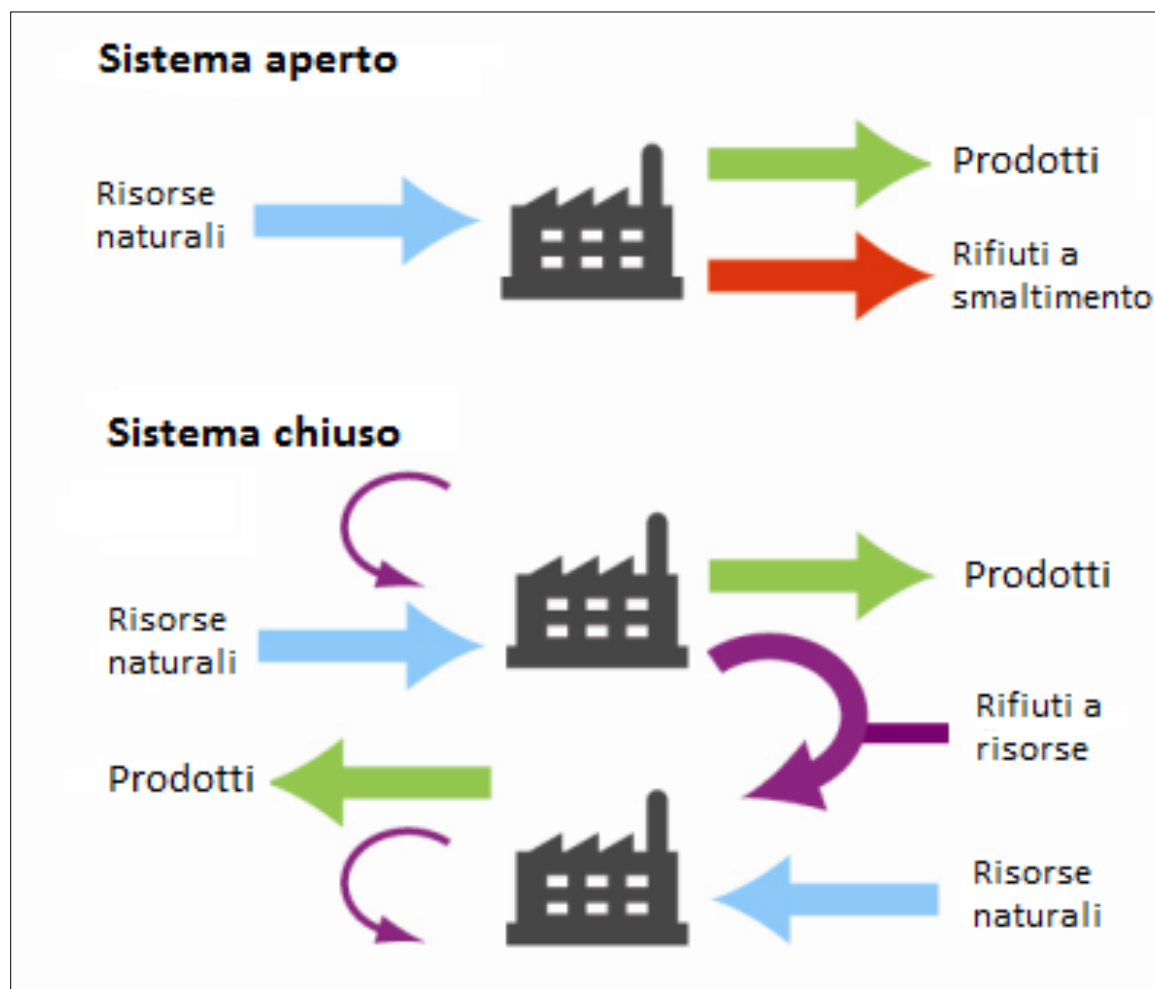 Sistema aperto
Risorse
naturali
Prodotti
Rifiuti a
smaltimento
Sistema chiuso
Risorse
naturali
Prodotti
Rifiuti a
risorse
Prodotti
Risorse
naturali